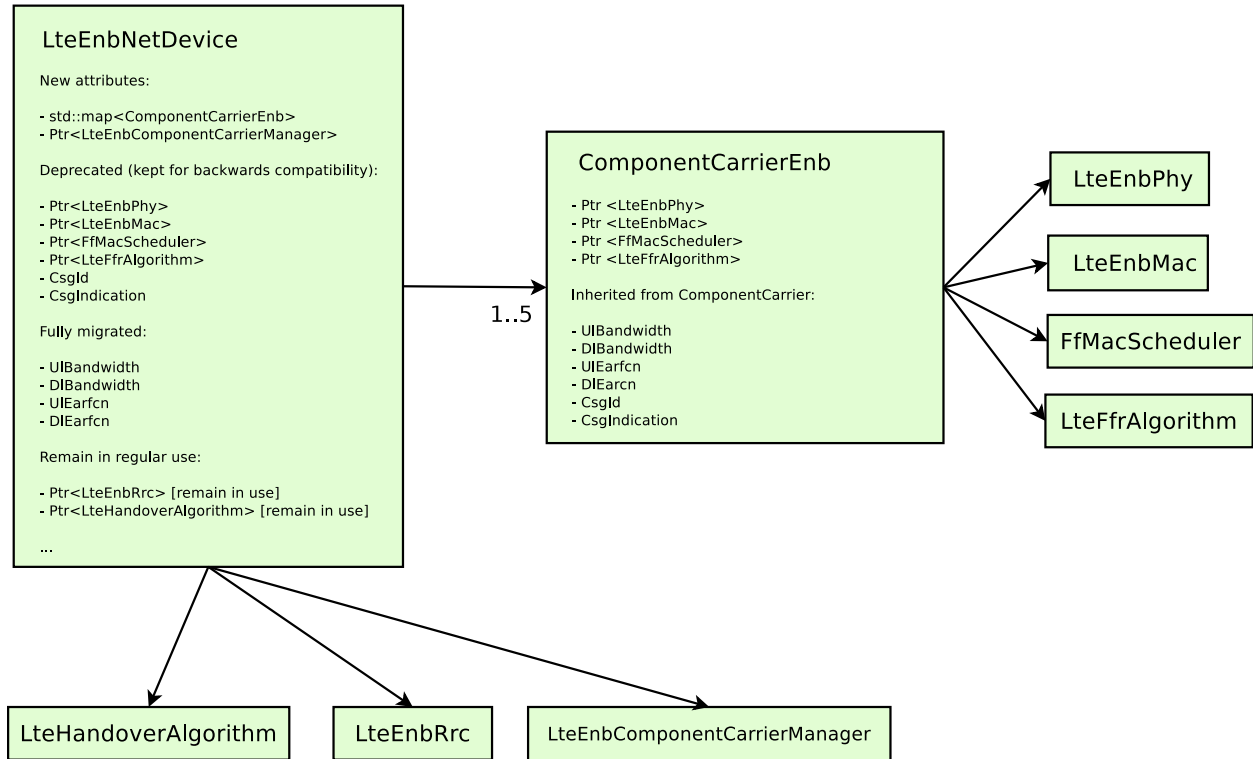 LteEnbNetDevice
New attributes:
- std::map<ComponentCarrierEnb>
- Ptr<LteEnbComponentCarrierManager>
Deprecated (kept for backwards compatibility):
- Ptr<LteEnbPhy>
- Ptr<LteEnbMac>
- Ptr<FfMacScheduler>
- Ptr<LteFfrAlgorithm>
- CsgId
- CsgIndication
Fully migrated:
- UlBandwidth
- DlBandwidth
- UlEarfcn
- DlEarfcn
Remain in regular use:
- Ptr<LteEnbRrc> [remain in use]
- Ptr<LteHandoverAlgorithm> [remain in use]
...
1..5
ComponentCarrierEnb
- Ptr <LteEnbPhy>
- Ptr <LteEnbMac>
- Ptr <FfMacScheduler>
- Ptr <LteFfrAlgorithm>
Inherited from ComponentCarrier:
- UlBandwidth
- DlBandwidth
- UlEarfcn
- DlEarcn
- CsgId
- CsgIndication
LteEnbPhy
LteEnbMac
FfMacScheduler
LteFfrAlgorithm
LteHandoverAlgorithm
LteEnbRrc
LteEnbComponentCarrierManager